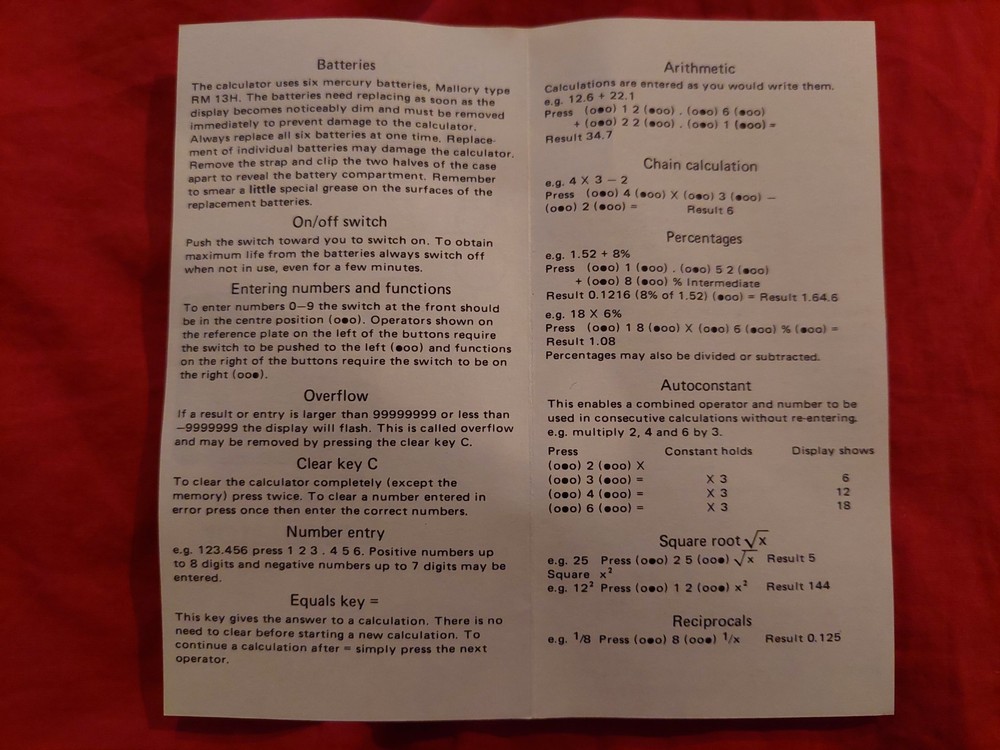 Batteries
The calculator uses six mercury batteries, Mallory type
RM 13H. The batteries need replacing as soon as the
display becomes noticeably dim and must be removed
immediately to prevent damage to the calculator.
Always replace all six batteries at one time. Replace-
ment of individual batteries may damage the calculator.
Remove the strap and clip the two halves of the case
apart to reveal the battery compartment. Remember
to smear a little special grease on the surfaces of the
replacement batteries.
On/off switch
Push the switch toward you to switch on. To obtain
maximum life from the batteries always switch off
when not in use, even for a few minutes.
Entering numbers and functions
To enter numbers 0–9 the switch at the front should
be in the centre position (o●o). Operators shown on
the reference plate on the left of the buttons require
the switch to be pushed to the left (●oo) and functions
on the right of the buttons require the switch to be on
the right (oo●).
Overflow
If a result or entry is larger than 99999999 or less than
–9999999 the display will flash. This is called overflow
and may be removed by pressing the clear key C.
Clear key C
To clear the calculator completely (except the
memory) press twice. To clear a number entered in
error press once then enter the correct numbers.
Number entry
e.g. 123.456 press 1 2 3 . 4 5 6. Positive numbers up
to 8 digits and negative numbers up to 7 digits may be
entered.
Equals key =
This key gives the answer to a calculation. There is no
need to clear before starting a new calculation. To
continue a calculation after = simply press the next
operator.
Arithmetic
Calculations are entered as you would write them.
e.g. 12.6 + 22.1
Press (o●o) 1 2 (●oo) . (o●o) 6 (●oo)
+ (o●o) 2 2 (●oo) . (o●o) 1 (●oo) =
Result 34.7
Chain calculation
e.g. 4 X 3 – 2
Press (o●o) 4 (●oo) X (o●o) 3 (●oo) –
(o●o) 2 (●oo) = Result 6
Percentages
e.g. 1.52 + 8%
Press (o●o) 1 (●oo) . (o●o) 5 2 (●oo)
+ (o●o) 8 (●oo) % Intermediate
Result 0.1216 (8% of 1.52) (●oo) = Result 1.64.6
e.g. 18 X 6%
Press (o●o) 1 8 (●oo) X (o●o) 6 (●oo) % (●oo) =
Result 1.08
Percentages may also be divided or subtracted.
Autoconstant
This enables a combined operator and number to be
used in consecutive calculations without re-entering.
e.g. multiply 2, 4 and 6 by 3.
Press Constant holds Display shows
(o●o) 2 (●oo) X
(o●o) 3 (●oo) = X 3 6
(o●o) 4 (●oo) = X 3 12
(o●o) 6 (●oo) = X 3 18
Square root √x
e.g. 25 Press (o●o) 2 5 (oo●) √x Result 5
Square x²
e.g. 12² Press (o●o) 1 2 (oo●) x² Result 144
Reciprocals
e.g. 1/8 Press (o●o) 8 (oo●) 1/x Result 0.125